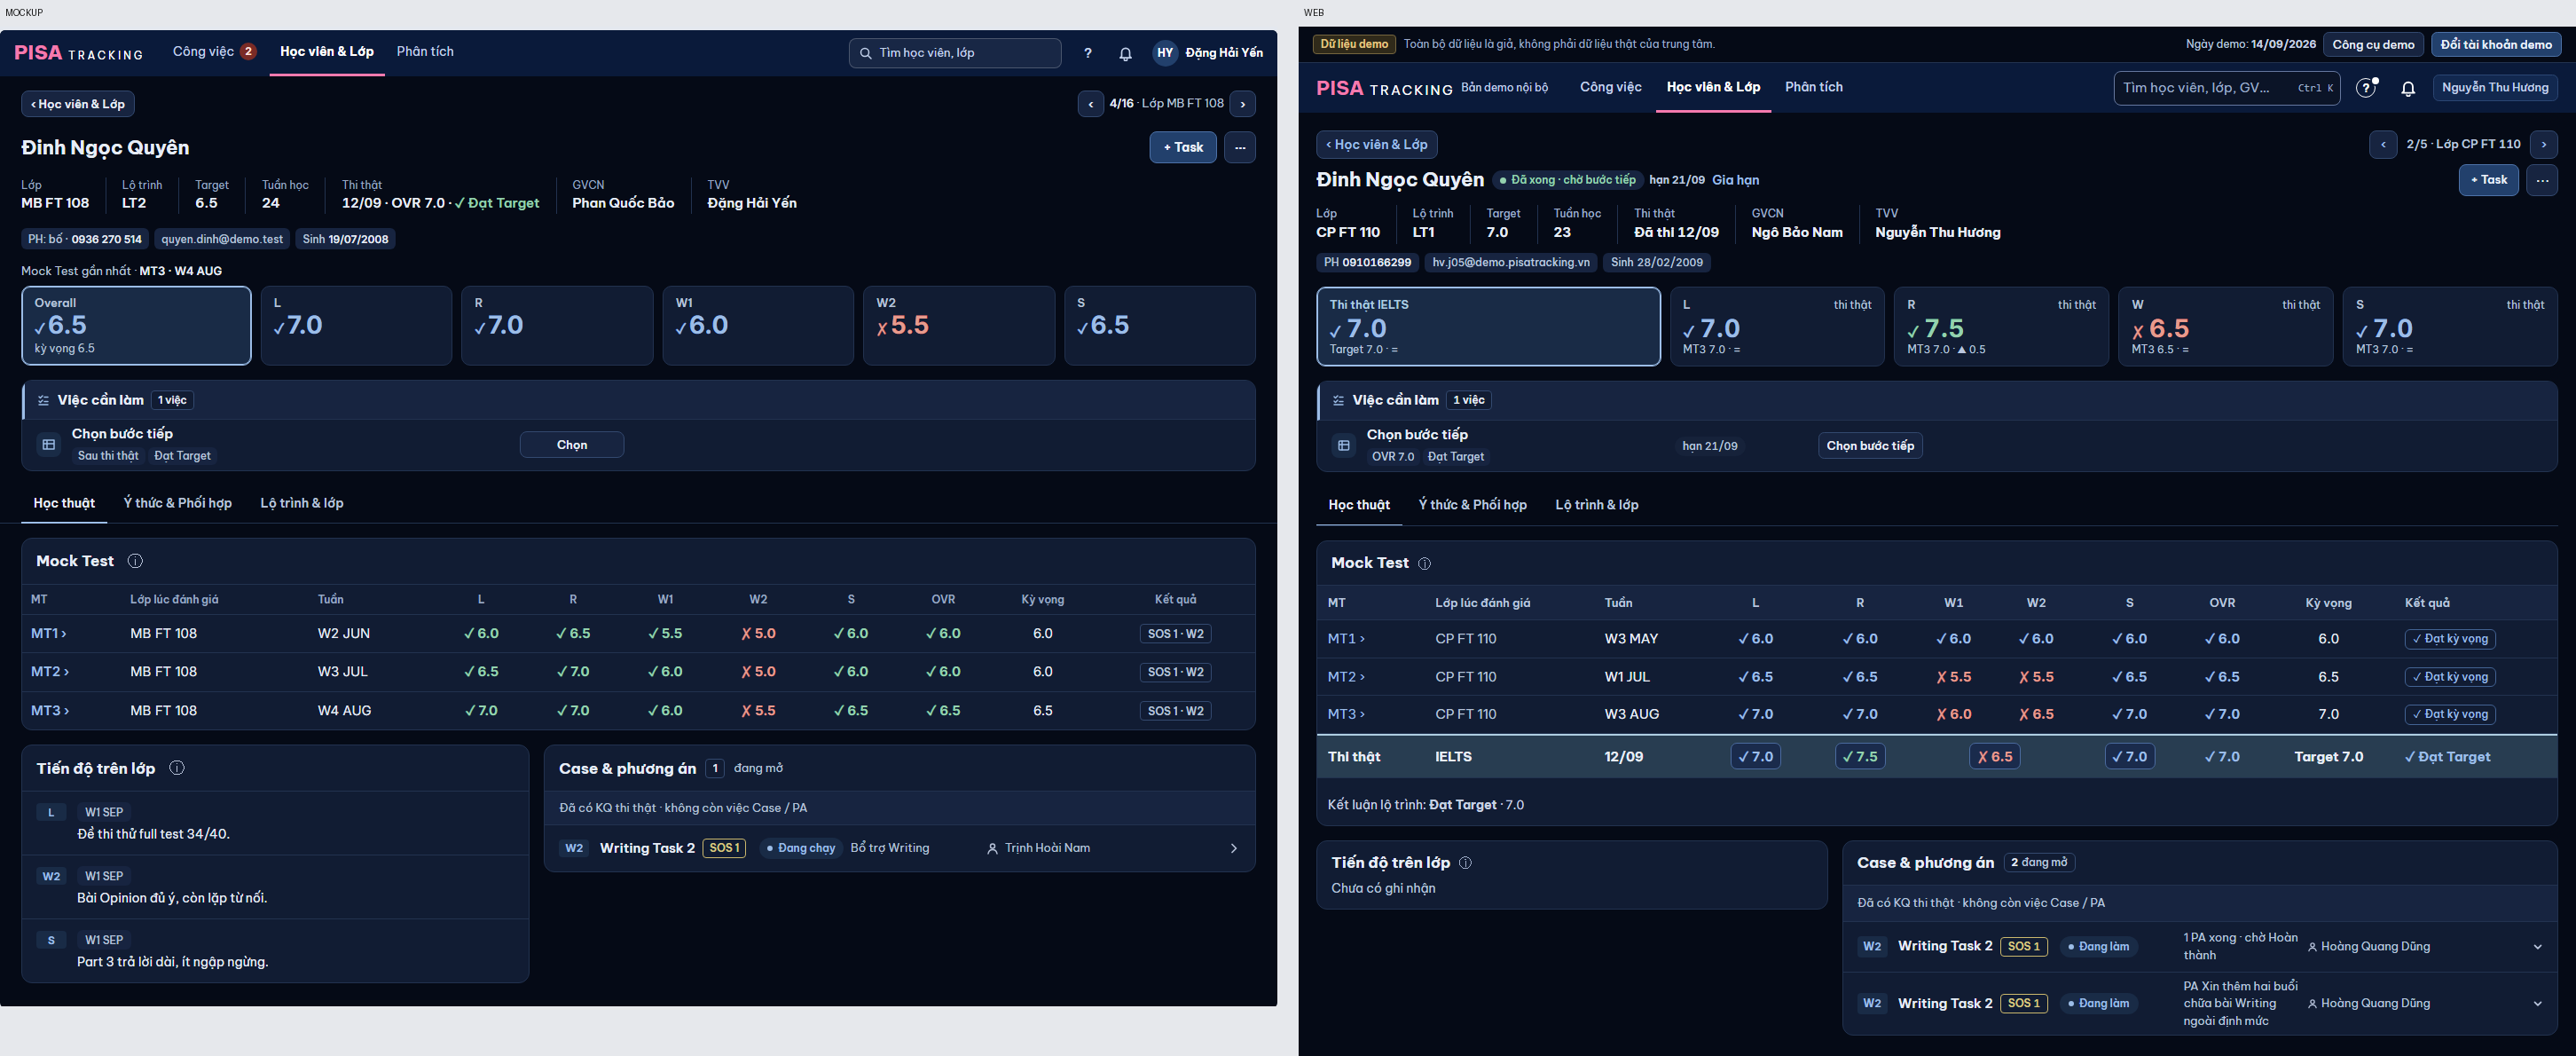 MOCKUP
PISA TRACKING Công việc 2 Học viên & Lớp Phân tích Tìm học viên, lớp ? HY Đặng Hải Yến
‹ Học viên & Lớp ‹ 4/16 · Lớp MB FT 108 ›
Đinh Ngọc Quyên + Task ...
Lớp Lộ trình Target Tuần học Thi thật GVCN TVV
MB FT 108 LT2 6.5 24 12/09 · OVR 7.0 · ✓ Đạt Target Phan Quốc Bảo Đặng Hải Yến
PH: bố · 0936 270 514 quyen.dinh@demo.test Sinh 19/07/2008
Mock Test gần nhất · MT3 · W4 AUG
Overall L R W1 W2 S
✓6.5 ✓7.0 ✓7.0 ✓6.0 ✗5.5 ✓6.5
kỳ vọng 6.5
Việc cần làm 1 việc
Chọn bước tiếp Chọn
Sau thi thật Đạt Target
Học thuật Ý thức & Phối hợp Lộ trình & lớp
Mock Test ⓘ
MT Lớp lúc đánh giá Tuần L R W1 W2 S OVR Kỳ vọng Kết quả
MT1 › MB FT 108 W2 JUN ✓ 6.0 ✓ 6.5 ✓ 5.5 ✗ 5.0 ✓ 6.0 ✓ 6.0 6.0 SOS 1 · W2
MT2 › MB FT 108 W3 JUL ✓ 6.5 ✓ 7.0 ✓ 6.0 ✗ 5.0 ✓ 6.0 ✓ 6.0 6.0 SOS 1 · W2
MT3 › MB FT 108 W4 AUG ✓ 7.0 ✓ 7.0 ✓ 6.0 ✗ 5.5 ✓ 6.5 ✓ 6.5 6.5 SOS 1 · W2
Tiến độ trên lớp ⓘ
L W1 SEP
Đề thi thử full test 34/40.
W2 W1 SEP
Bài Opinion đủ ý, còn lặp từ nối.
S W1 SEP
Part 3 trả lời dài, ít ngập ngừng.
Case & phương án 1 đang mở
Đã có KQ thi thật · không còn việc Case / PA
W2 Writing Task 2 SOS 1 Đang chạy Bổ trợ Writing Trịnh Hoài Nam ›
WEB
Dữ liệu demo Toàn bộ dữ liệu là giả, không phải dữ liệu thật của trung tâm. Ngày demo: 14/09/2026 Công cụ demo Đổi tài khoản demo
PISA TRACKING Bản demo nội bộ Công việc Học viên & Lớp Phân tích Tìm học viên, lớp, GV... Ctrl K ? Nguyễn Thu Hương
‹ Học viên & Lớp ‹ 2/5 · Lớp CP FT 110 ›
Đinh Ngọc Quyên Đã xong · chờ bước tiếp hạn 21/09 Gia hạn + Task ...
Lớp Lộ trình Target Tuần học Thi thật GVCN TVV
CP FT 110 LT1 7.0 23 Đã thi 12/09 Ngô Bảo Nam Nguyễn Thu Hương
PH 0910166299 hv.j05@demo.pisatracking.vn Sinh 28/02/2009
Thi thật IELTS L thi thật R thi thật W thi thật S thi thật
✓ 7.0 ✓ 7.0 ✓ 7.5 ✗ 6.5 ✓ 7.0
Target 7.0 · = MT3 7.0 · = MT3 7.0 · ▲ 0.5 MT3 6.5 · = MT3 7.0 · =
Việc cần làm 1 việc
Chọn bước tiếp hạn 21/09 Chọn bước tiếp
OVR 7.0 Đạt Target
Học thuật Ý thức & Phối hợp Lộ trình & lớp
Mock Test ⓘ
MT Lớp lúc đánh giá Tuần L R W1 W2 S OVR Kỳ vọng Kết quả
MT1 › CP FT 110 W3 MAY ✓ 6.0 ✓ 6.0 ✓ 6.0 ✓ 6.0 ✓ 6.0 ✓ 6.0 6.0 ✓ Đạt kỳ vọng
MT2 › CP FT 110 W1 JUL ✓ 6.5 ✓ 6.5 ✗ 5.5 ✗ 5.5 ✓ 6.5 ✓ 6.5 6.5 ✓ Đạt kỳ vọng
MT3 › CP FT 110 W3 AUG ✓ 7.0 ✓ 7.0 ✗ 6.0 ✗ 6.5 ✓ 7.0 ✓ 7.0 7.0 ✓ Đạt kỳ vọng
Thi thật IELTS 12/09 ✓ 7.0 ✓ 7.5 ✗ 6.5 ✓ 7.0 ✓ 7.0 Target 7.0 ✓ Đạt Target
Kết luận lộ trình: Đạt Target · 7.0
Tiến độ trên lớp ⓘ
Chưa có ghi nhận
Case & phương án 2 đang mở
Đã có KQ thi thật · không còn việc Case / PA
W2 Writing Task 2 SOS 1 Đang làm 1 PA xong · chờ Hoàn thành Hoàng Quang Dũng
W2 Writing Task 2 SOS 1 Đang làm PA Xin thêm hai buổi chữa bài Writing ngoài định mức Hoàng Quang Dũng